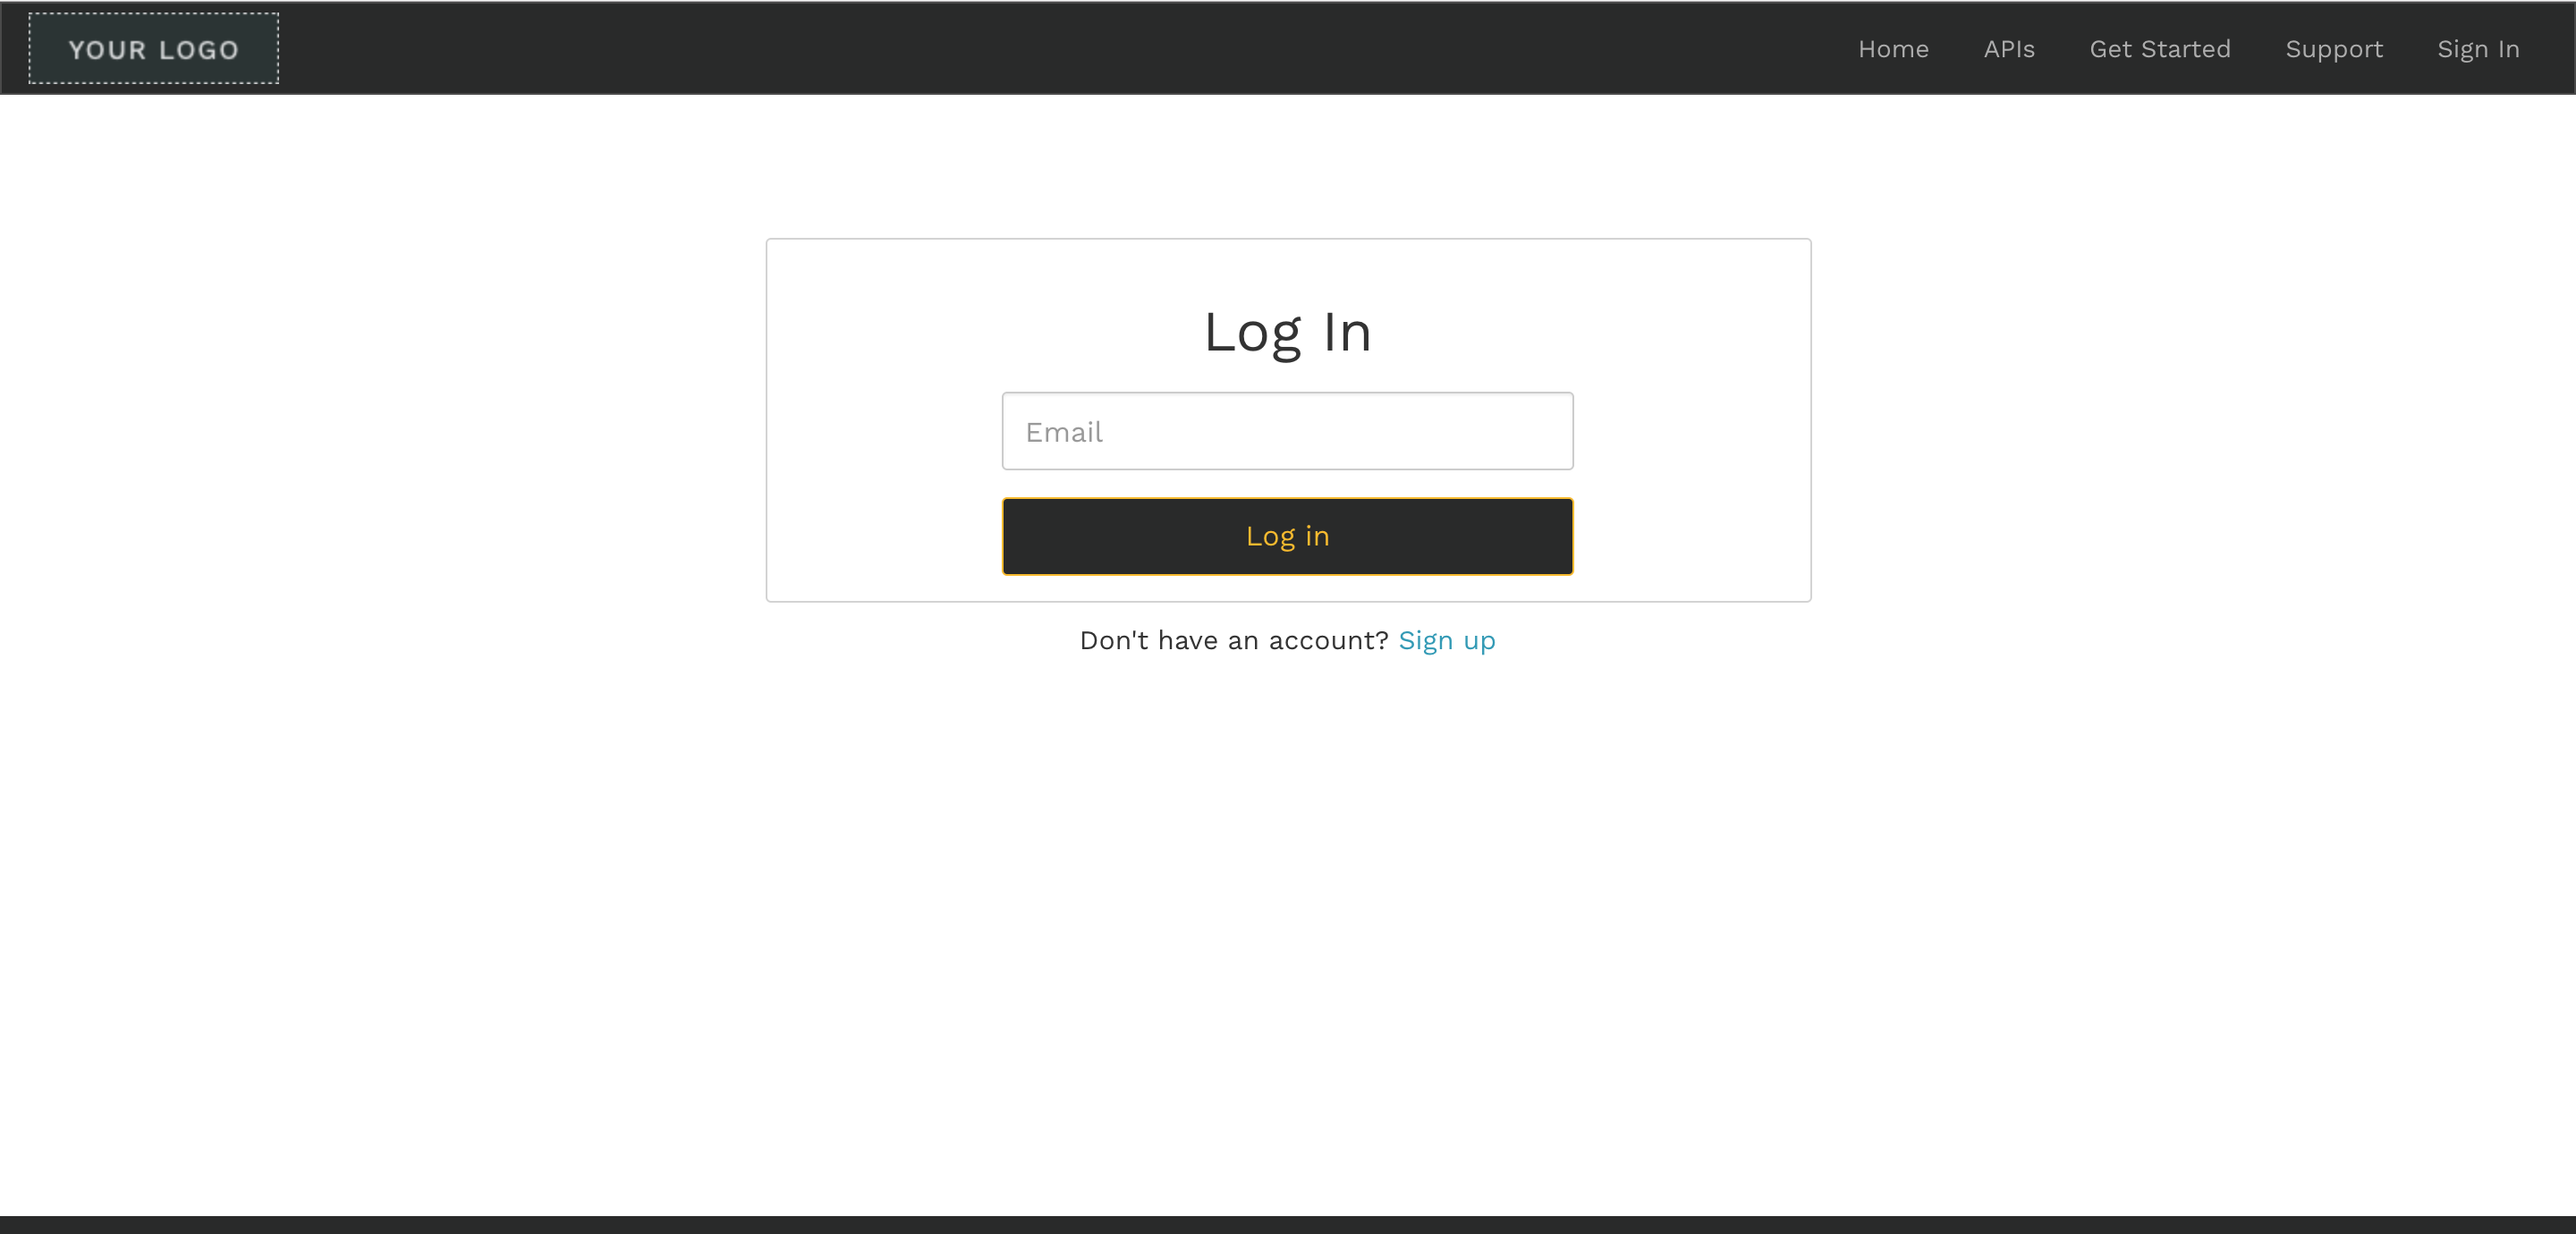 YOUR LOGO
Home APIs Get Started Support Sign In
Log In
Email
Log in
Don't have an account? Sign up